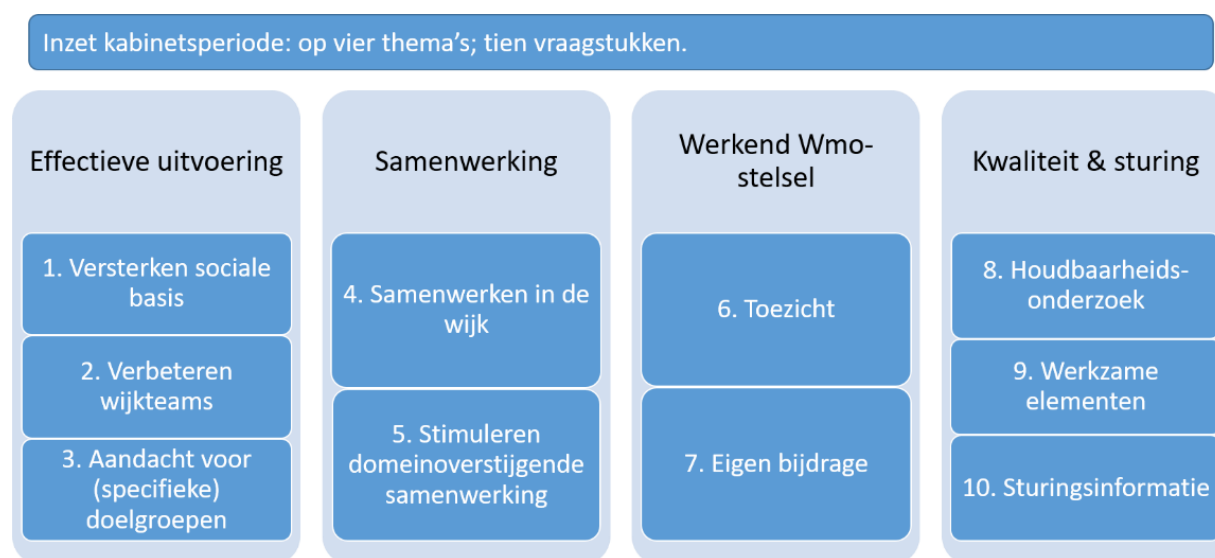 Inzet kabinetsperiode: op vier thema's; tien vraagstukken.
Effectieve uitvoering
1. Versterken sociale
basis
2. Verbeteren
wijkteams
3. Aandacht voor
(specifieke)
doelgroepen
Samenwerking
4. Samenwerken in de
wijk
5. Stimuleren
domeinoverstijgende
samenwerking
Werkend Wmo-
stelsel
6. Toezicht
7. Eigen bijdrage
Kwaliteit & sturing
8. Houdbaarheids-
onderzoek
9. Werkzame
elementen
10. Sturingsinformatie